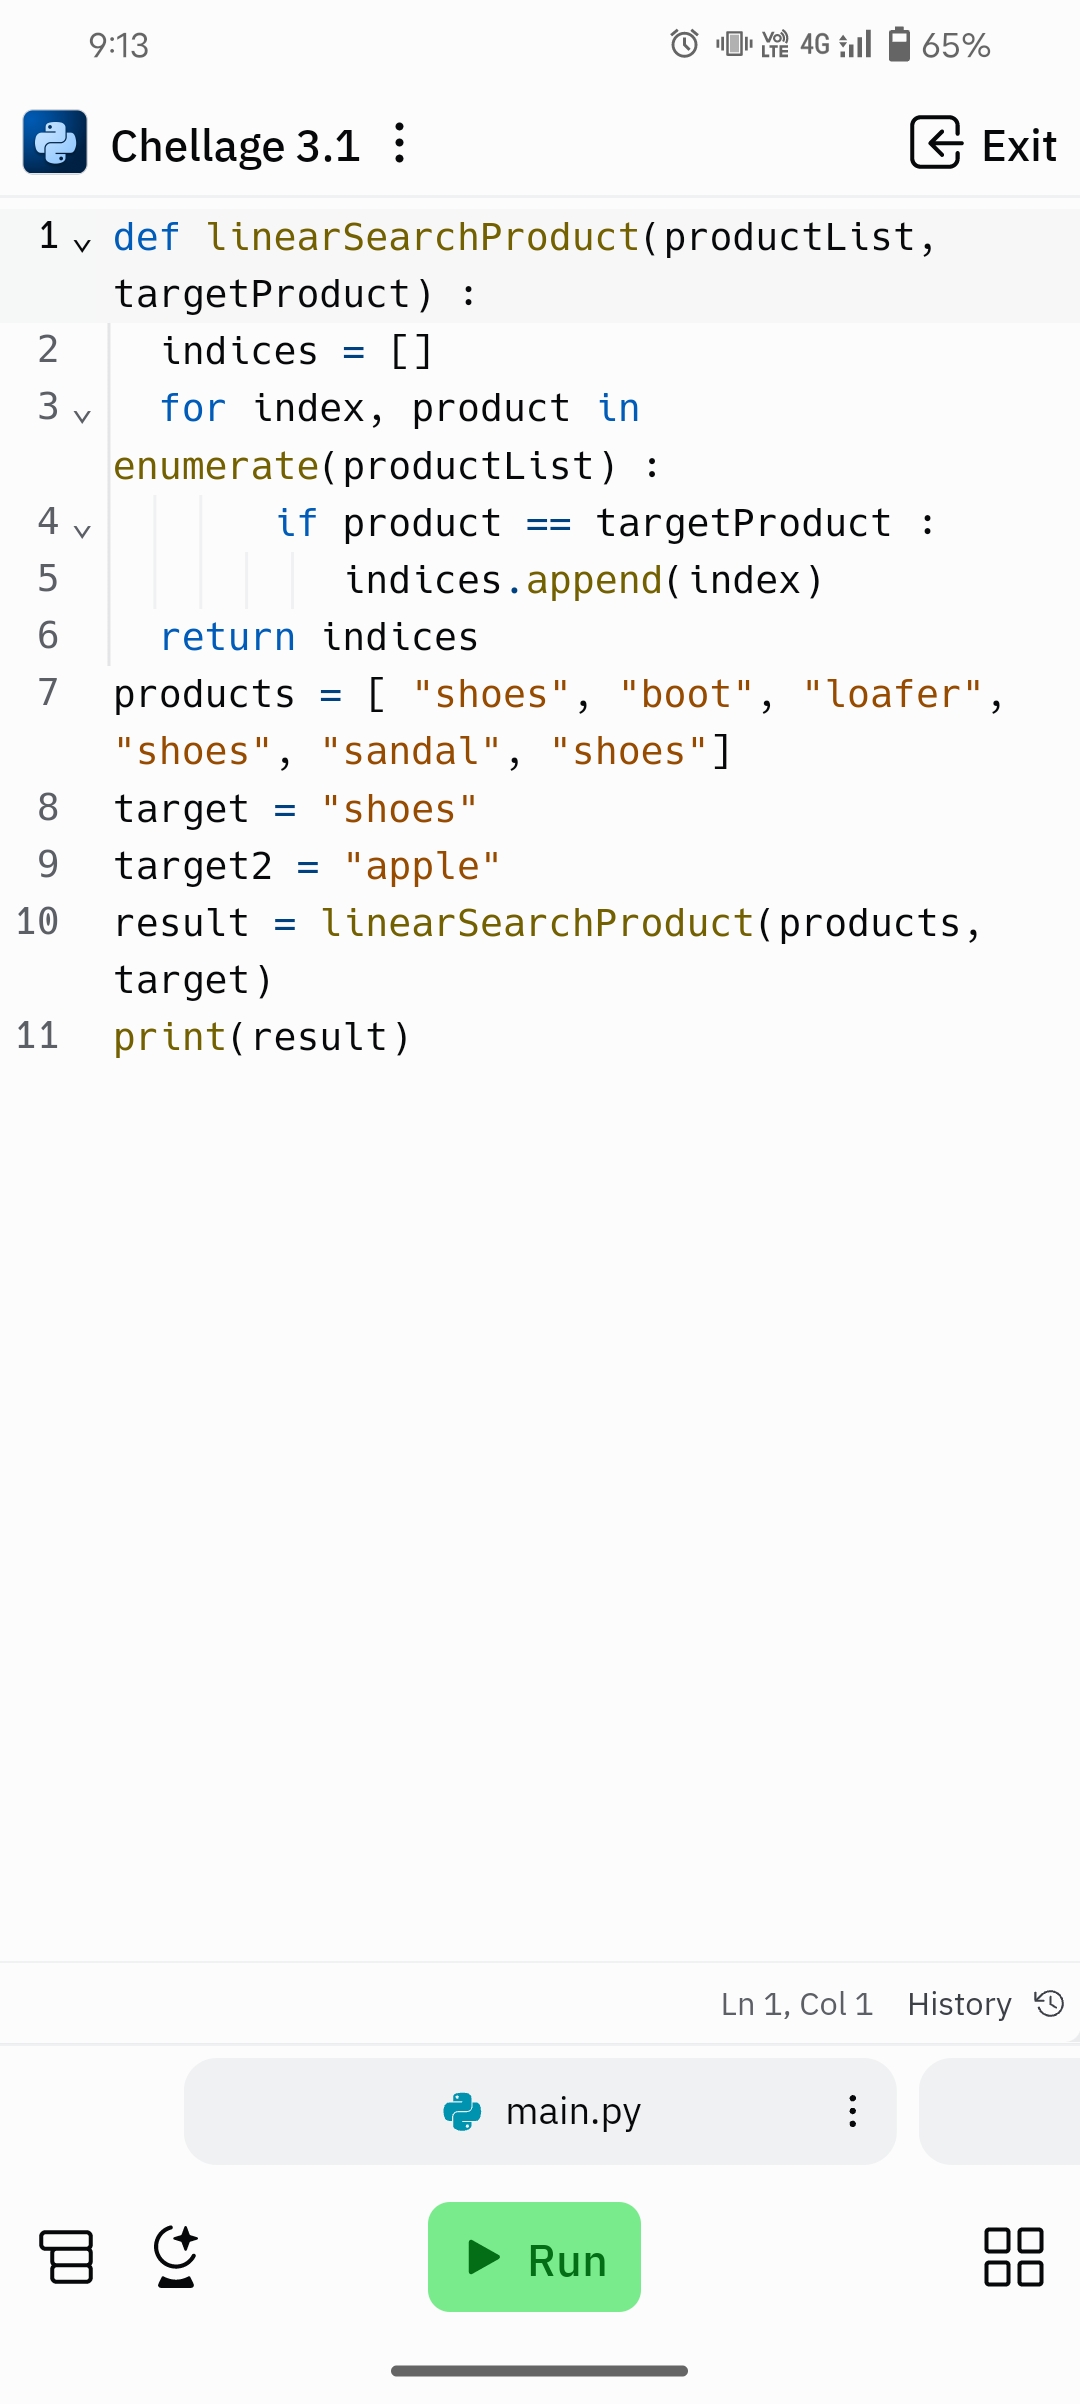 9:13 4G 65%
Chellage 3.1 Exit
1 def linearSearchProduct(productList,
targetProduct) :
2 indices = []
3 for index, product in
enumerate(productList) :
4 if product == targetProduct :
5 indices.append(index)
6 return indices
7 products = [ "shoes", "boot", "loafer",
"shoes", "sandal", "shoes"]
8 target = "shoes"
9 target2 = "apple"
10 result = linearSearchProduct(products,
target)
11 print(result)
Ln 1, Col 1 History
main.py
Run